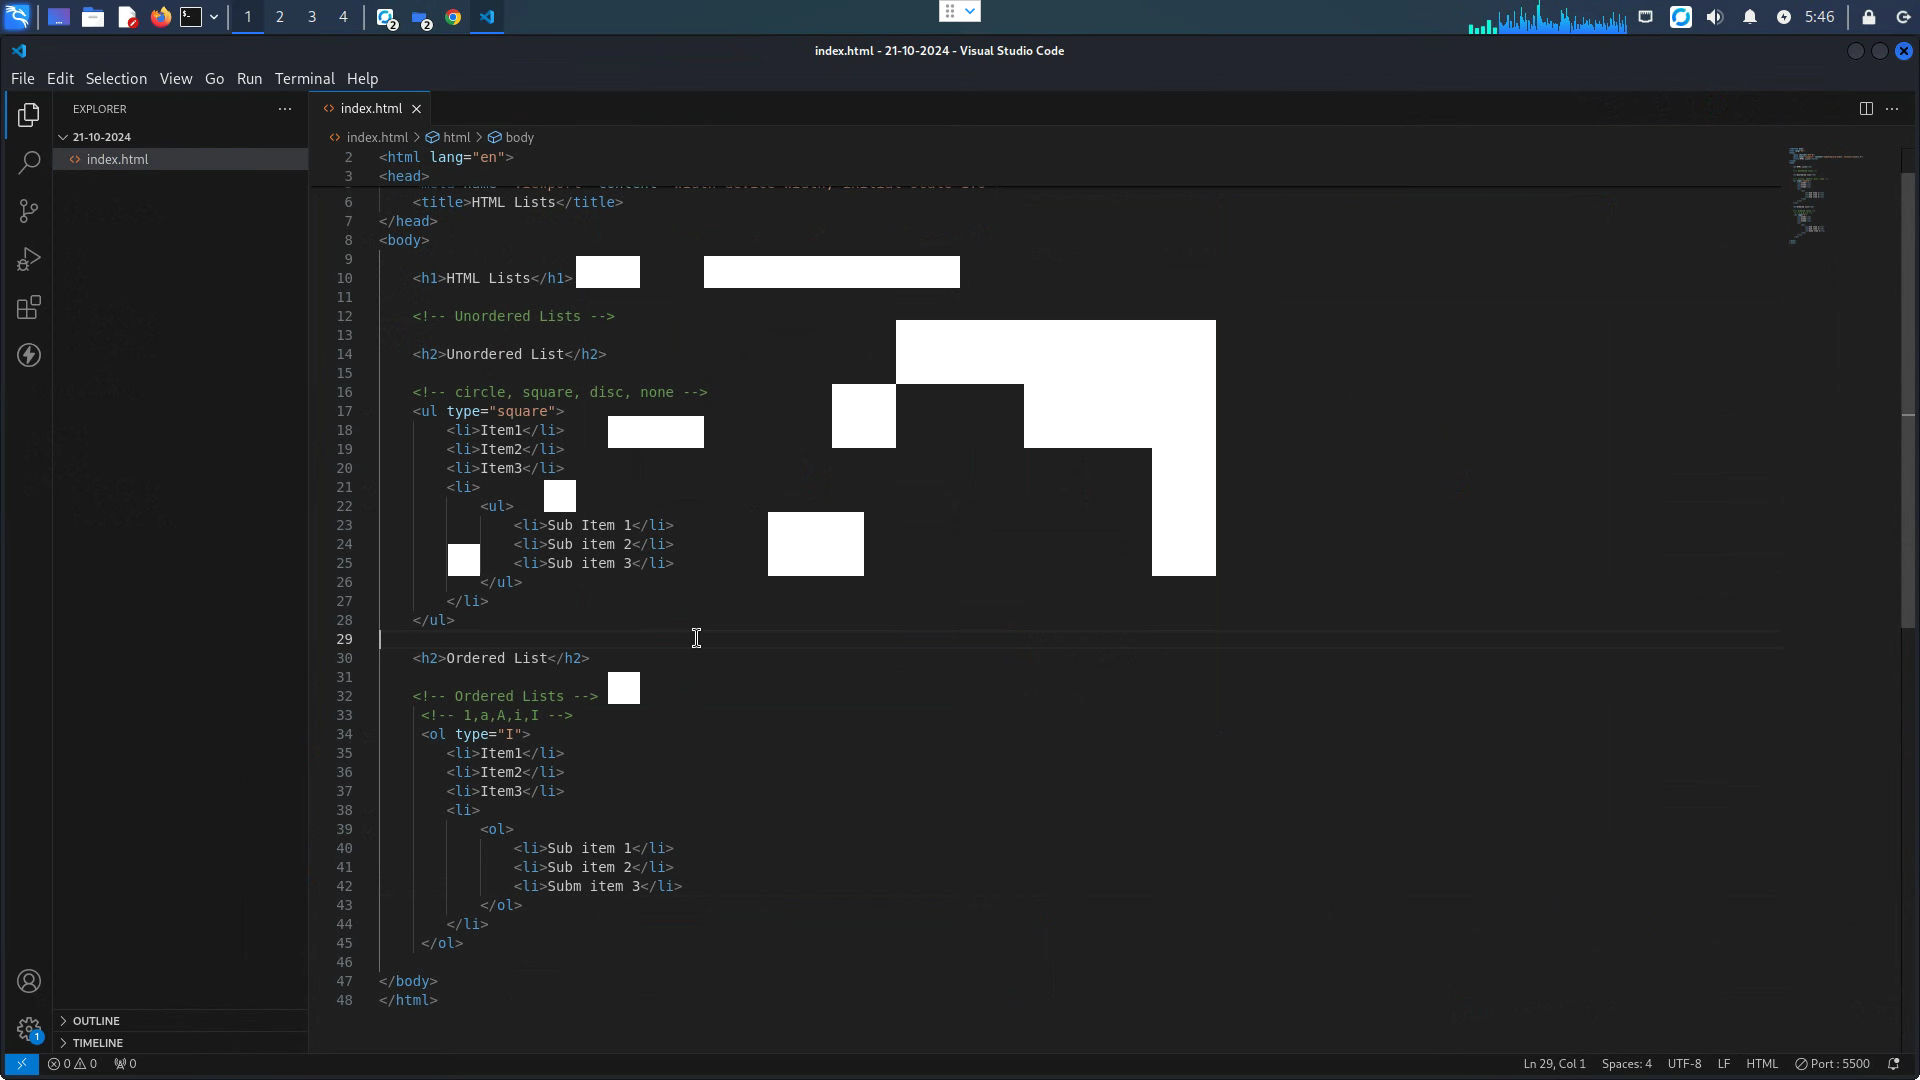 1 2 3 4 2 2 5:46
index.html - 21-10-2024 - Visual Studio Code
File Edit Selection View Go Run Terminal Help
EXPLORER ···
index.html
21-10-2024
index.html
index.html > html > body
2 <html lang="en">
3 <head>
6 <title>HTML Lists</title>
7 </head>
8 <body>
9
10 <h1>HTML Lists</h1>
11
12 <!-- Unordered Lists -->
13
14 <h2>Unordered List</h2>
15
16 <!-- circle, square, disc, none -->
17 <ul type="square">
18 <li>Item1</li>
19 <li>Item2</li>
20 <li>Item3</li>
21 <li>
22 <ul>
23 <li>Sub Item 1</li>
24 <li>Sub item 2</li>
25 <li>Sub item 3</li>
26 </ul>
27 </li>
28 </ul>
29
30 <h2>Ordered List</h2>
31
32 <!-- Ordered Lists -->
33 <!-- 1,a,A,i,I -->
34 <ol type="I">
35 <li>Item1</li>
36 <li>Item2</li>
37 <li>Item3</li>
38 <li>
39 <ol>
40 <li>Sub item 1</li>
41 <li>Sub item 2</li>
42 <li>Subm item 3</li>
43 </ol>
44 </li>
45 </ol>
46
47 </body>
48 </html>
OUTLINE
1
TIMELINE
0 0 0 Ln 29, Col 1 Spaces: 4 UTF-8 LF HTML Port : 5500